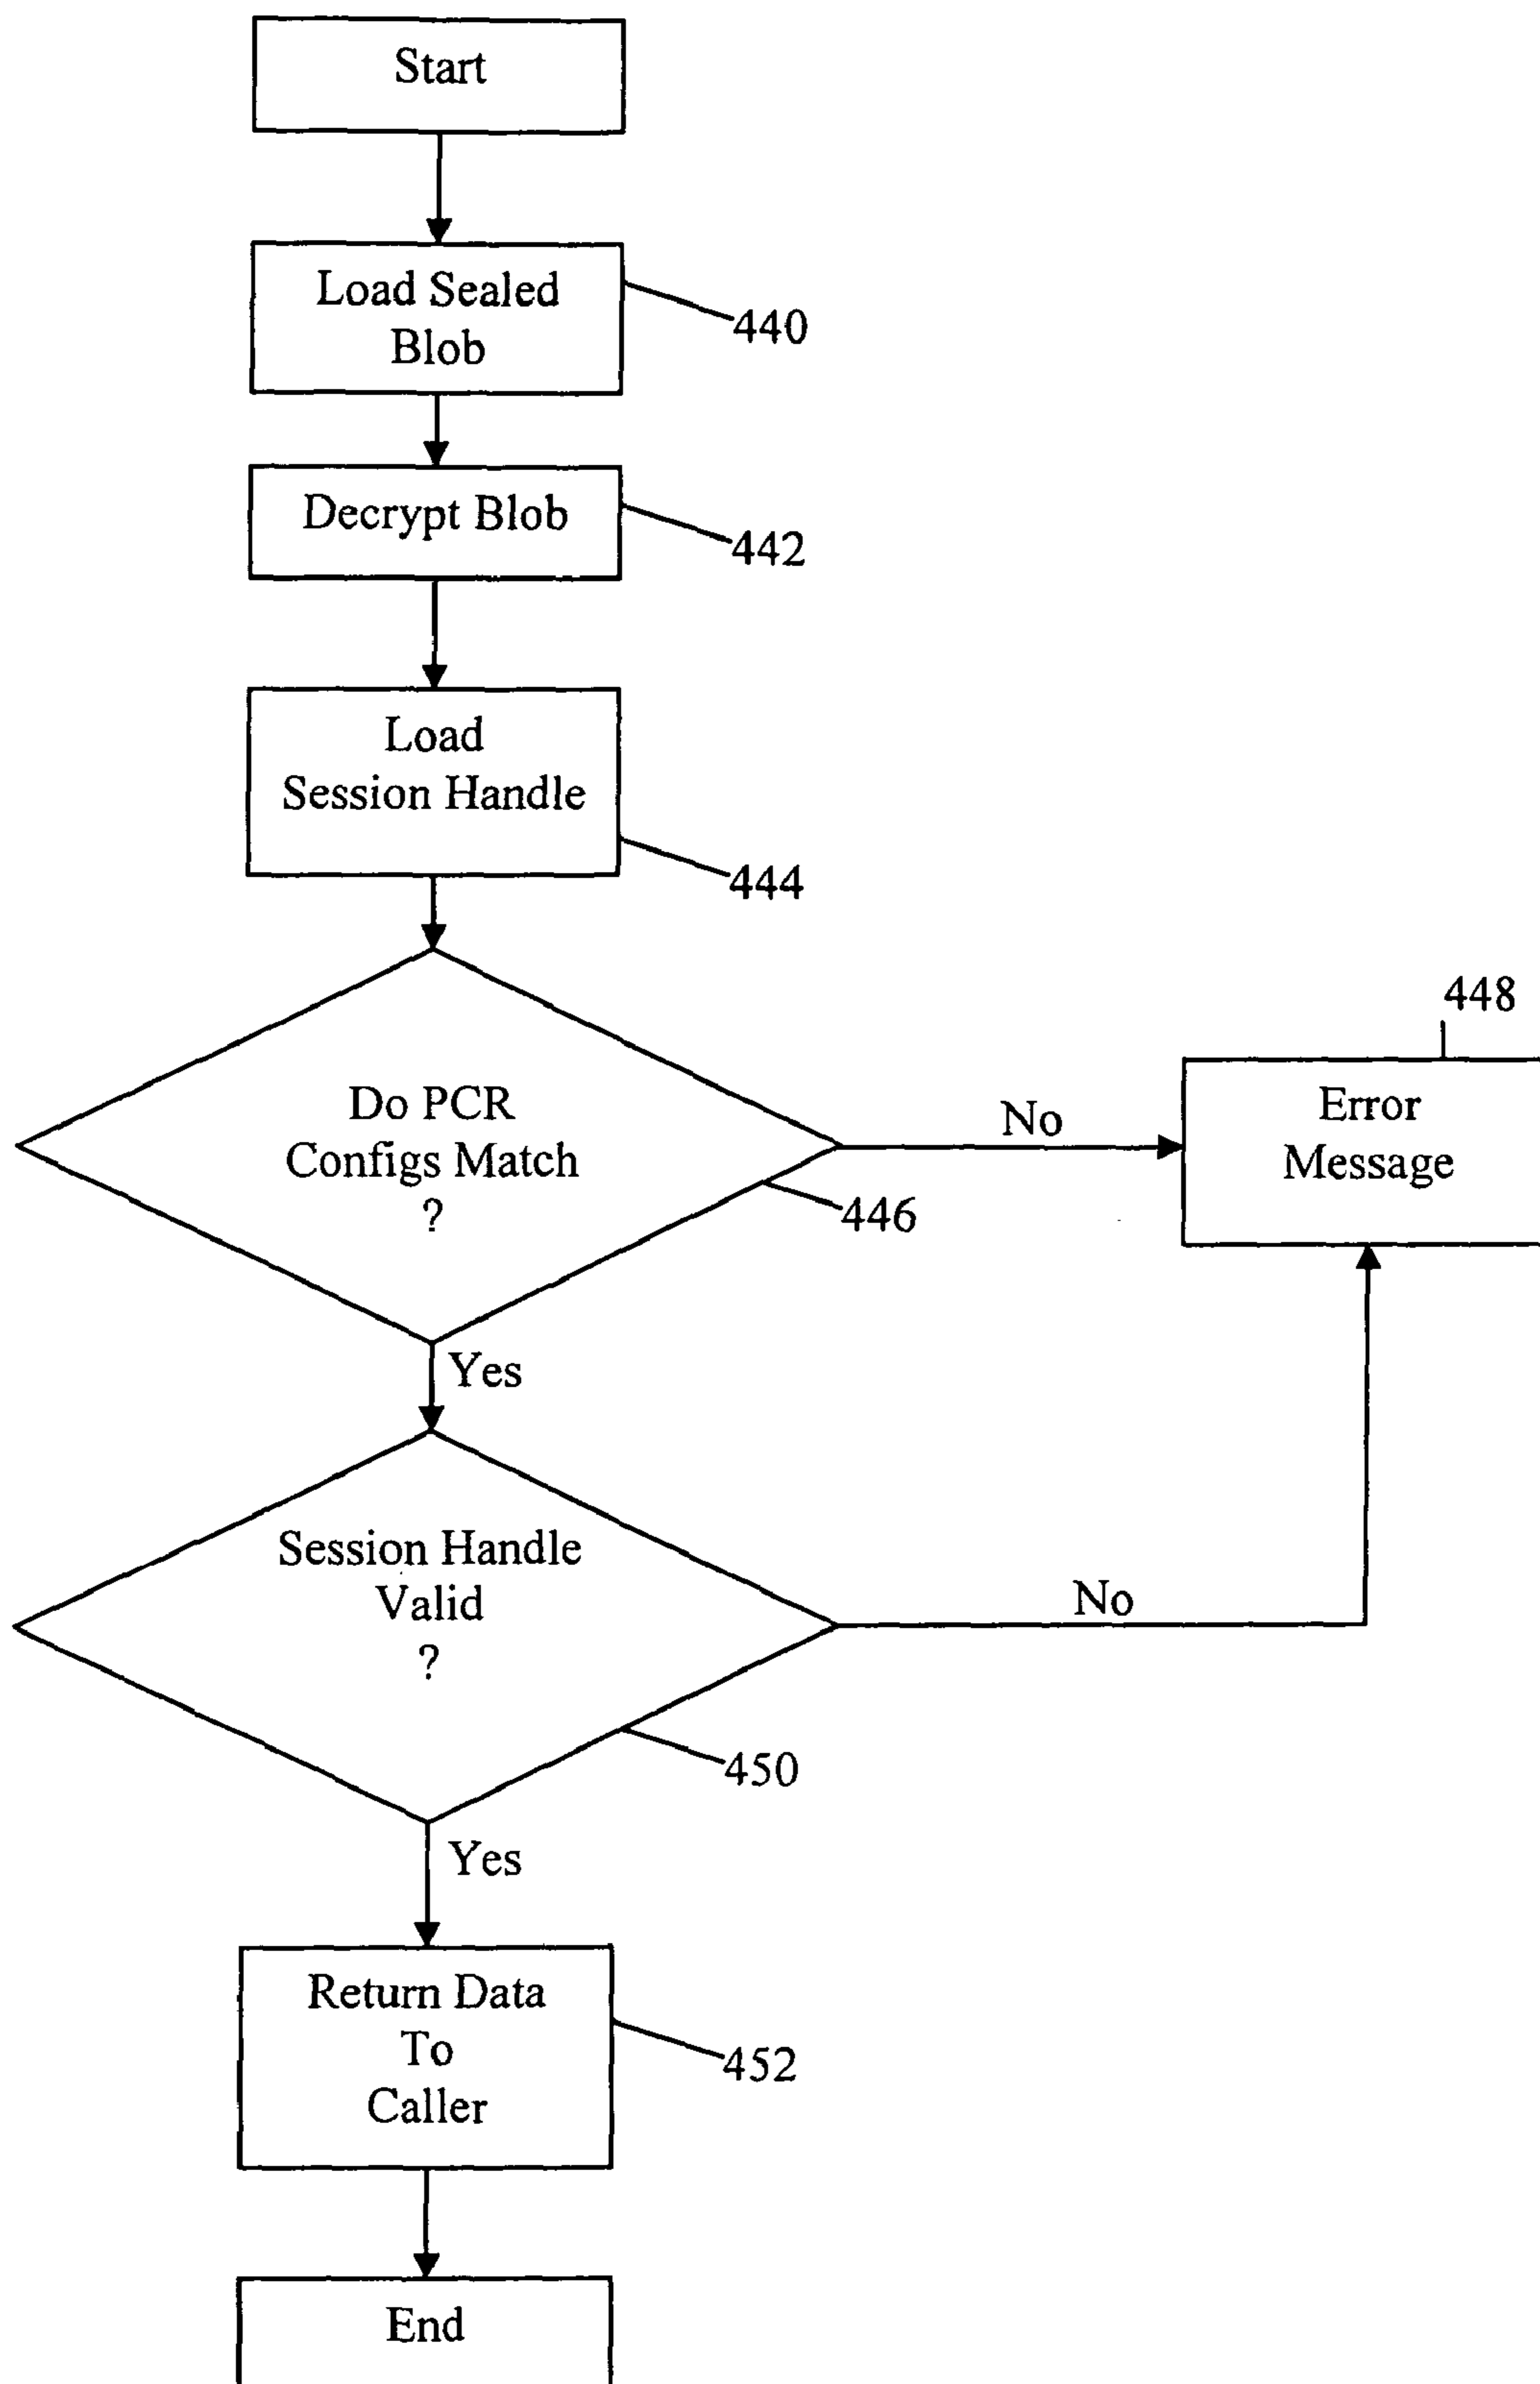 Start
Load Sealed
Blob
440
Decrypt Blob
442
Load
Session Handle
444
448
Do PCR
Configs Match
?
446
No
Error
Message
Yes
Session Handle
Valid
?
No
450
Yes
Return Data
To
Caller
452
End